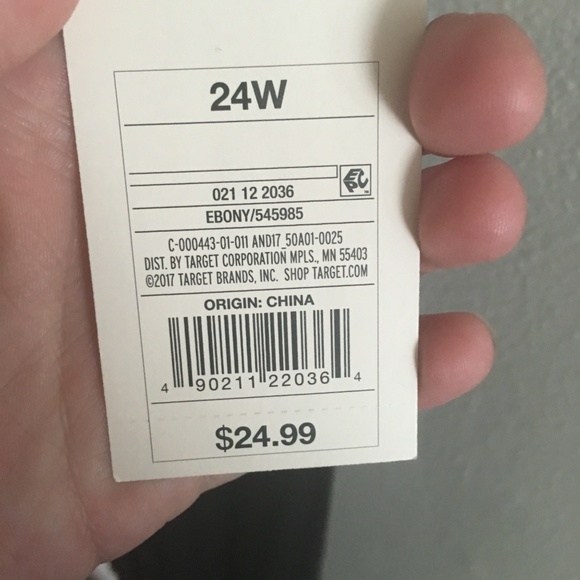 24W
EPC
021 12 2036
EBONY/545985
C-000443-01-011 AND17_50A01-0025
DIST. BY TARGET CORPORATION MPLS., MN 55403
©2017 TARGET BRANDS, INC. SHOP TARGET.COM
ORIGIN: CHINA
4 90211 22036 4
$24.99